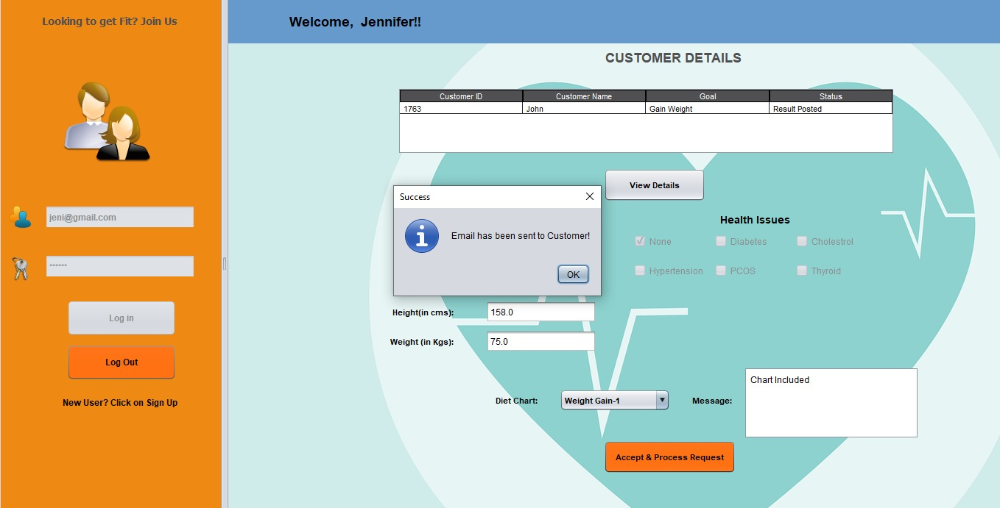 Looking to get Fit? Join Us
jeni@gmail.com
------
Log in
Log Out
New User? Click on Sign Up
Welcome,  Jennifer!!
CUSTOMER DETAILS
Customer ID Customer Name Goal Status
1763 John Gain Weight Result Posted
View Details
Success
Email has been sent to Customer!
OK
Health Issues
None Diabetes Cholestrol
Hypertension PCOS Thyroid
Height(in cms): 158.0
Weight (in Kgs): 75.0
Diet Chart: Weight Gain-1
Message: Chart Included
Accept & Process Request